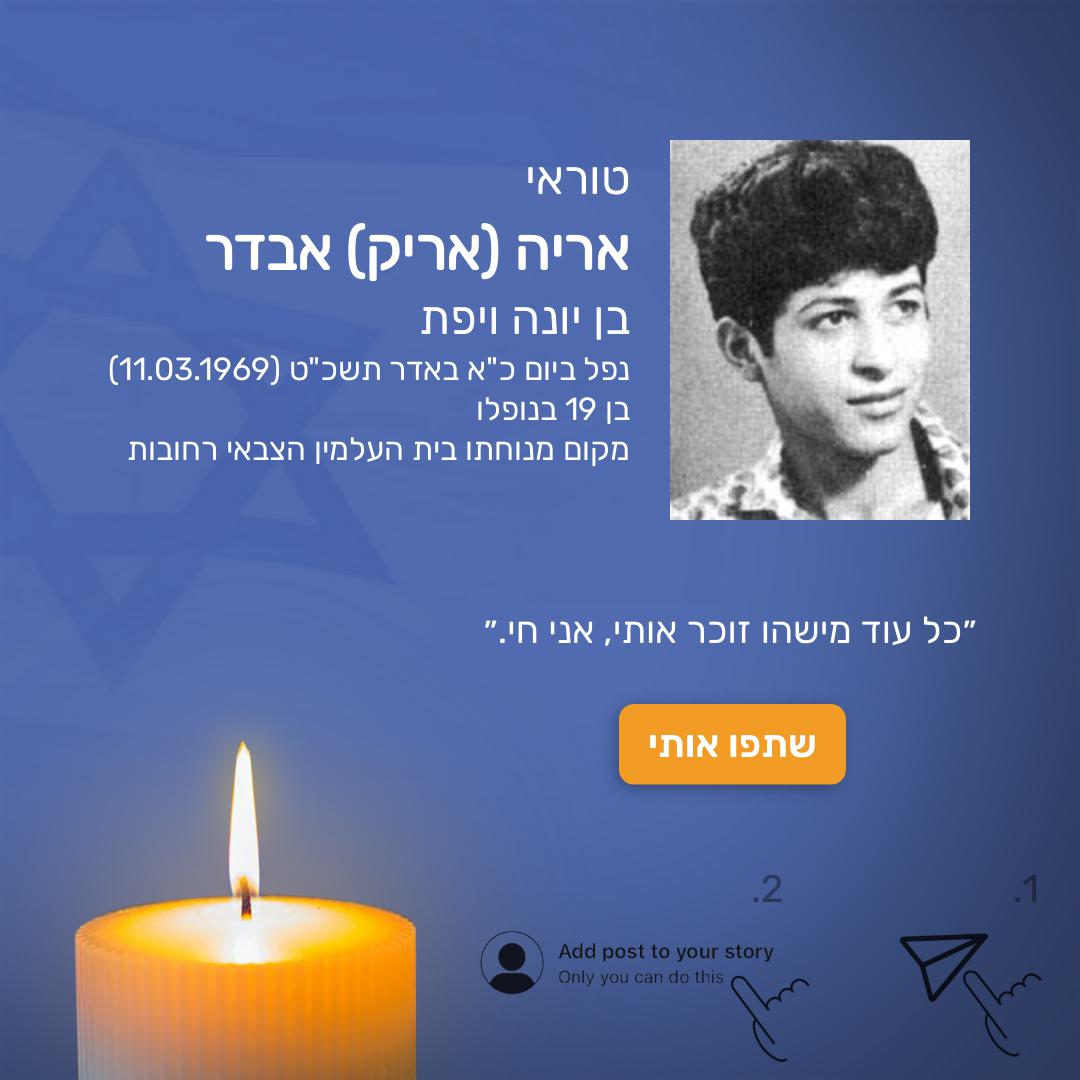 טוראי
אריה (אריק) אבדר
בן יונה ויפת
נפל ביום כ"א באדר תשכ"ט (11.03.1969)
בן 19 בנופלו
מקום מנוחתו בית העלמין הצבאי רחובות
״כל עוד מישהו זוכר אותי, אני חי.״
שתפו אותי
1.
2.
Add post to your story
Only you can do this